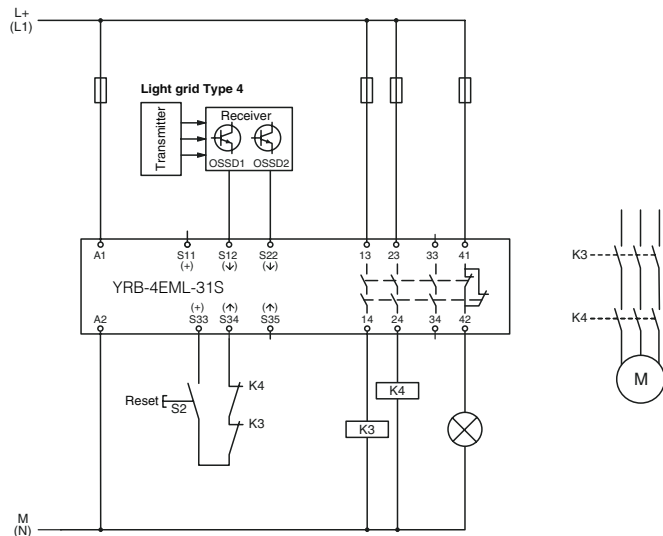 L+
(L1)
Light grid Type 4
Transmitter
Receiver
OSSD1 OSSD2
A1 S11 S12 S22 13 23 33 41
(+) (↓) (↓)
YRB-4EML-31S
(+) (↑) (↑)
A2 S33 S34 S35 14 24 34 42
K3
K4
M
Reset
S2
K4
K3
K4
K3
M
(N)